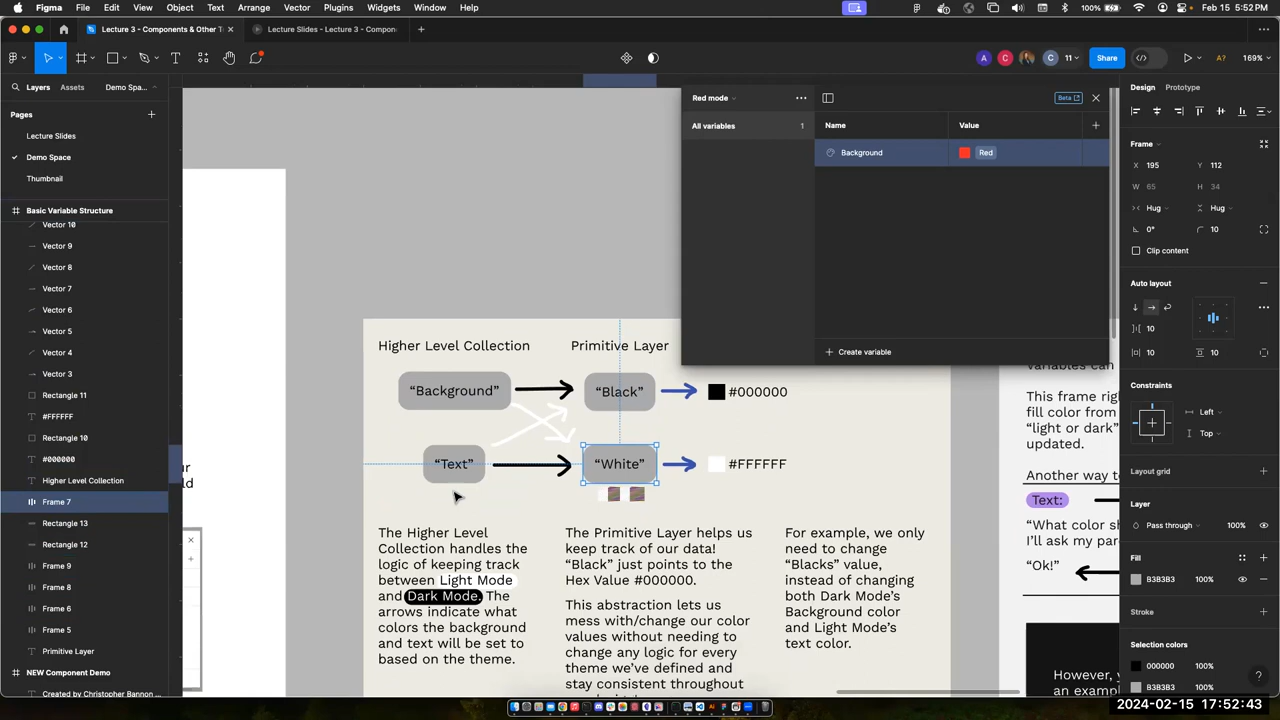 Figma File Edit View Object Text Arrange Vector Plugins Widgets Window Help
100% Feb 15 5:52 PM
Lecture 3 - Components & Other T
Lecture Slides - Lecture 3 - Compon
A C C 11 Share A? 169%
Layers Assets Demo Spa...
Pages
Lecture Slides
Demo Space
Thumbnail
Basic Variable Structure
Vector 10
Vector 9
Vector 8
Vector 7
Vector 6
Vector 5
Vector 4
Vector 3
Rectangle 11
#FFFFFF
Rectangle 10
#000000
Higher Level Collection
Frame 7
Rectangle 13
Rectangle 12
Frame 9
Frame 8
Frame 6
Frame 5
Primitive Layer
NEW Component Demo
Created by Christopher Bannon
Red mode
Beta
All variables 1
Name Value
Background Red
Create variable
Higher Level Collection
Primitive Layer
“Background”
“Black”
#000000
“Text”
“White”
#FFFFFF
The Higher Level
Collection handles the
logic of keeping track
between Light Mode
and Dark Mode. The
arrows indicate what
colors the background
and text will be set to
based on the theme.
The Primitive Layer helps us
keep track of our data!
“Black” just points to the
Hex Value #000000.
This abstraction lets us
mess with/change our color
values without needing to
change any logic for every
theme we’ve defined and
stay consistent throughout
For example, we only
need to change
“Blacks” value,
instead of changing
both Dark Mode’s
Background color
and Light Mode’s
text color.
variables can
This frame rig
fill color from
“light or dark”
updated.
Another way t
Text:
“What color sh
I’ll ask my par
“Ok!”
However, y
an example
Design Prototype
Frame
X 195 Y 112
W 65 H 34
Hug Hug
0° 10
Clip content
Auto layout
10
10 10
Constraints
Left
Top
Layout grid
Layer
Pass through 100%
Fill
B3B3B3 100%
Stroke
Selection colors
000000 100%
B3B3B3 100%
?
2024-02-15 17:52:43